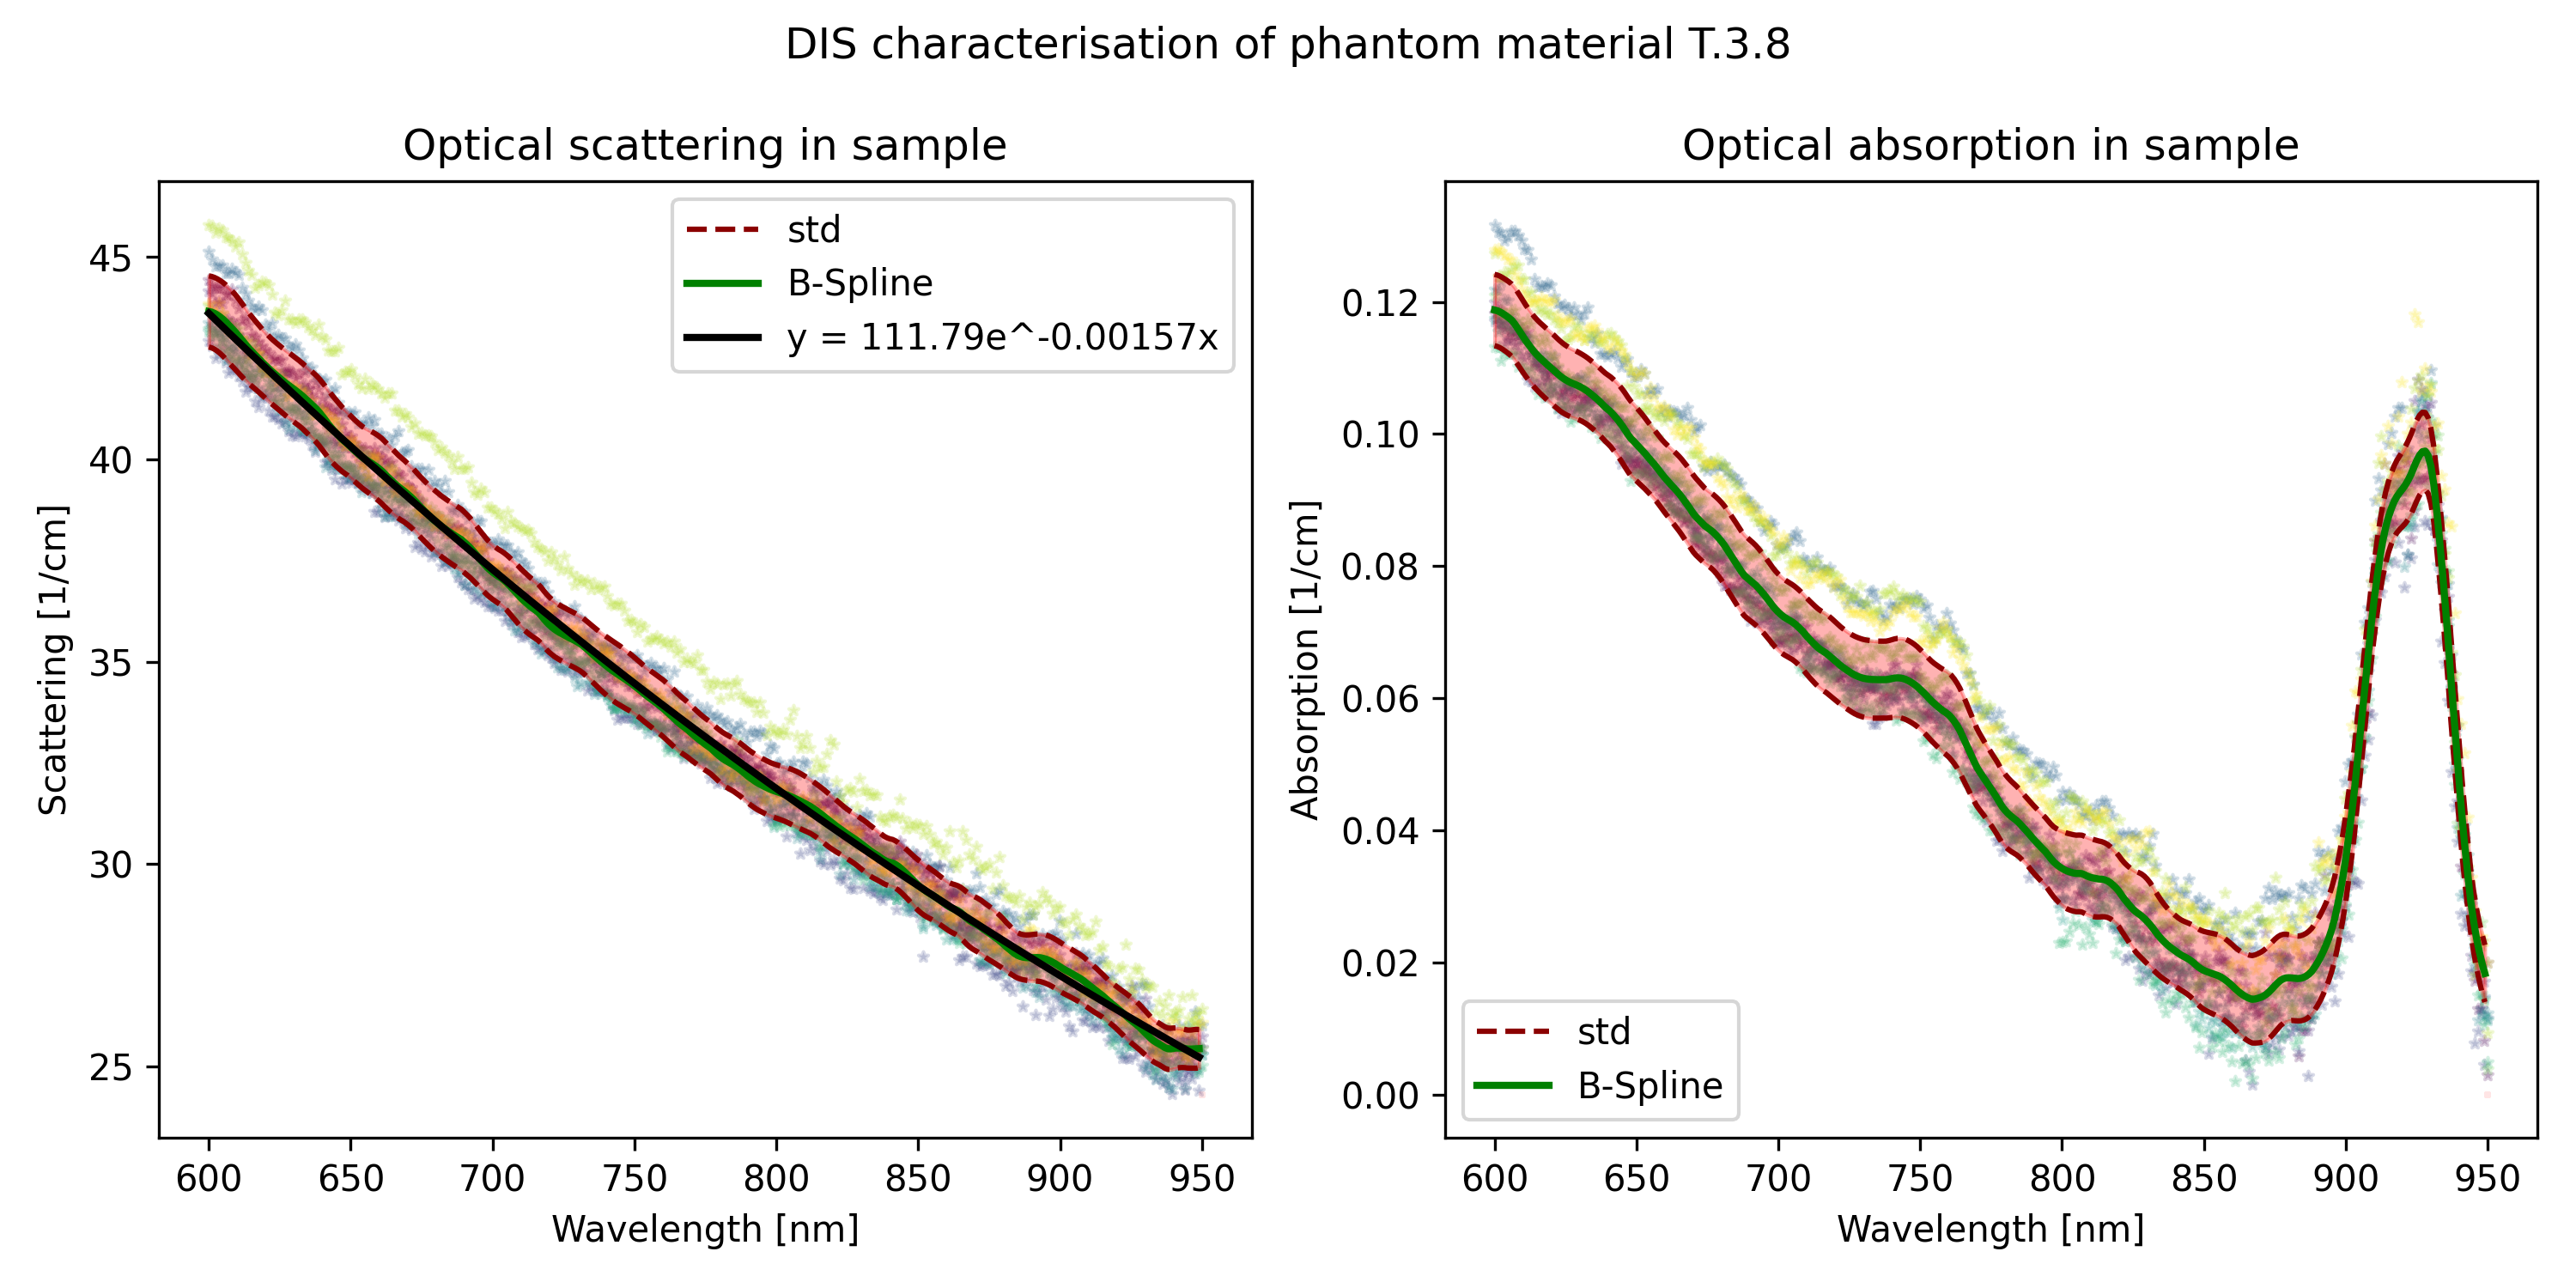 DIS characterisation of phantom material T.3.8
Optical scattering in sample
std
B-Spline
y = 111.79e^-0.00157x
45
40
35
30
25
Scattering [1/cm]
600 650 700 750 800 850 900 950
Wavelength [nm]
Optical absorption in sample
0.12
0.10
0.08
0.06
0.04
0.02
0.00
Absorption [1/cm]
std
B-Spline
600 650 700 750 800 850 900 950
Wavelength [nm]